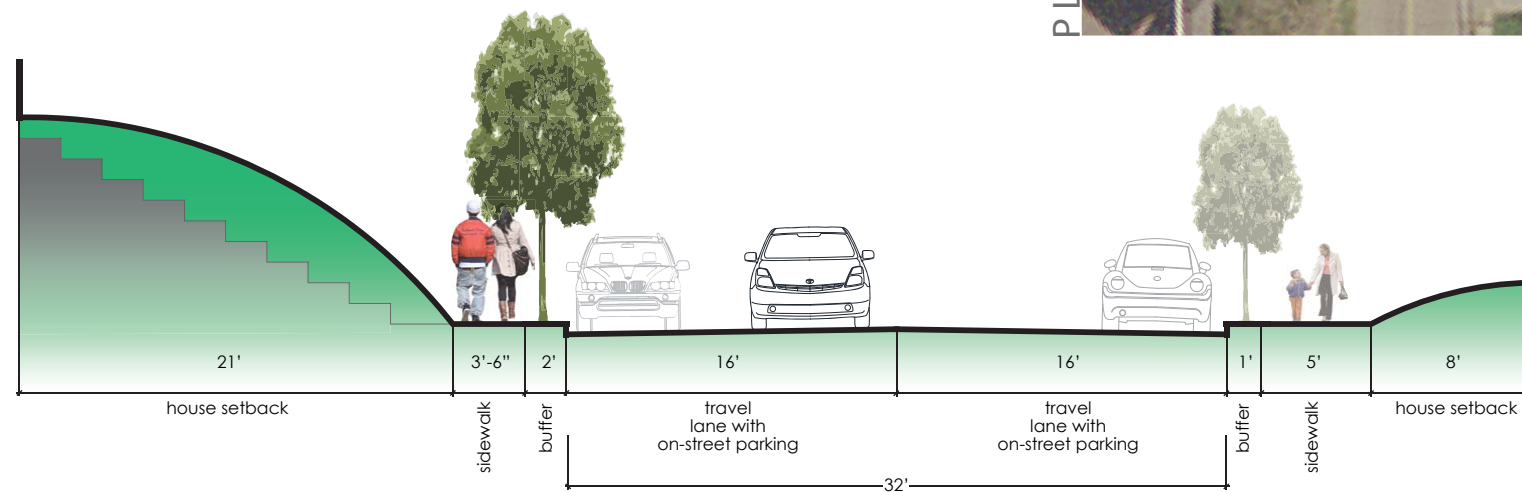 PL
21’
3’-6”
2’
16’
16’
1’
5’
8’
house setback
sidewalk
buffer
travel
lane with
on-street parking
travel
lane with
on-street parking
buffer
sidewalk
house setback
32’